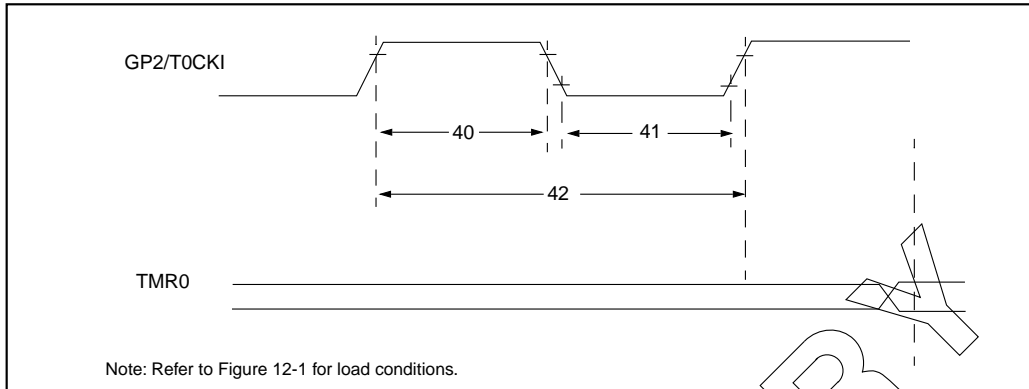 GP2/T0CKI
40
41
42
TMR0
Note: Refer to Figure 12-1 for load conditions.
R
Y